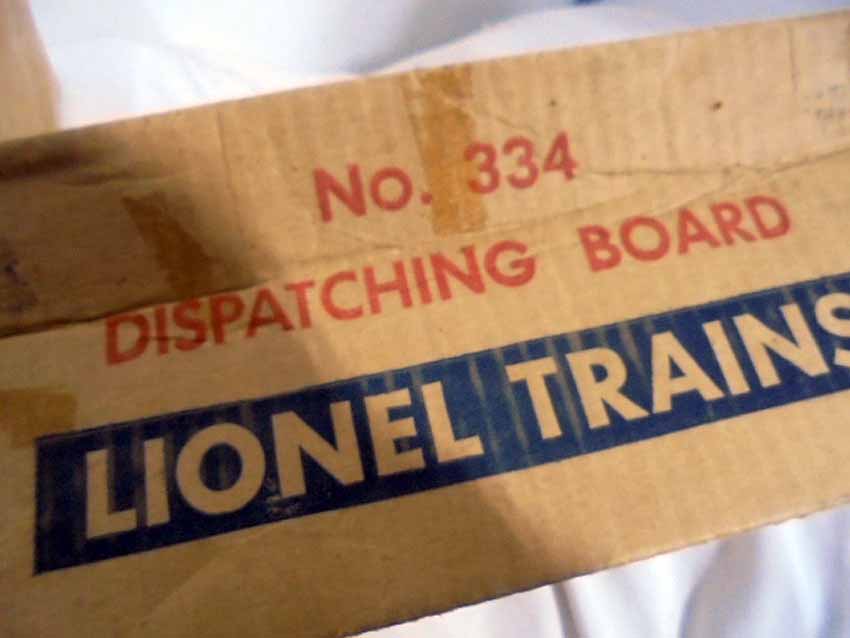 No. 334
DISPATCHING BOARD
LIONEL TRAINS